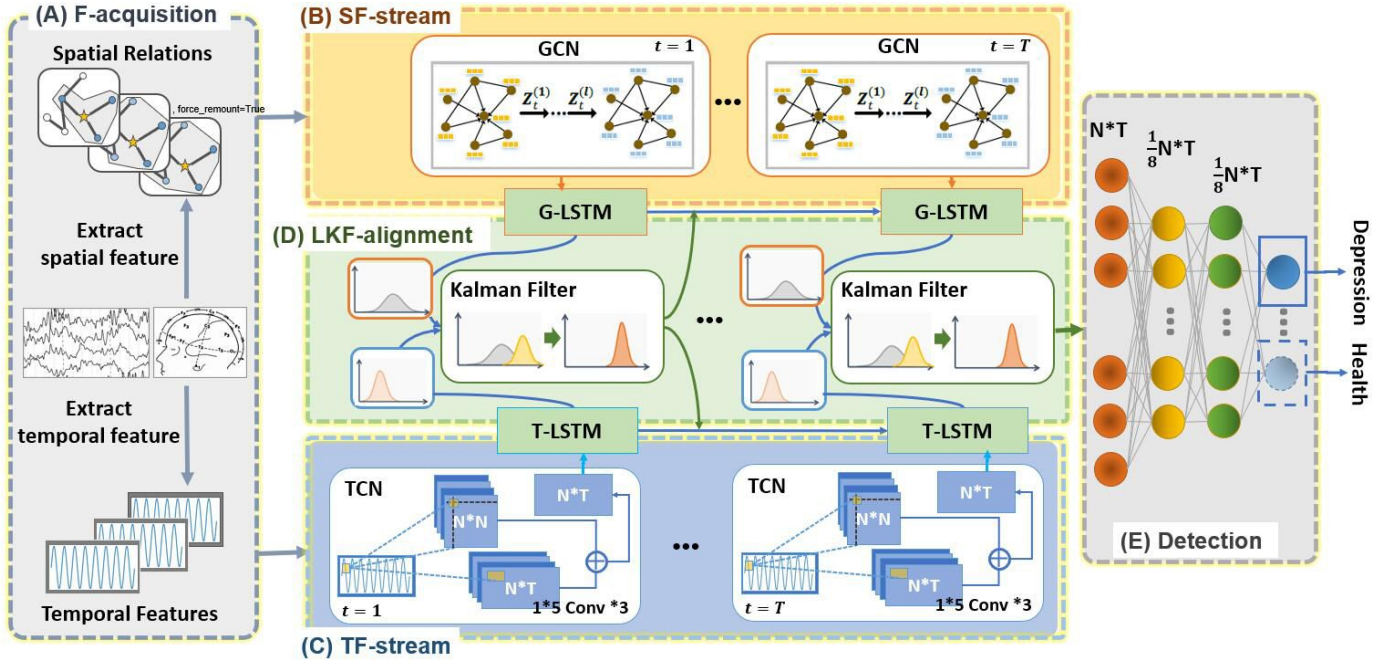 (A) F-acquisition
Spatial Relations
, force_remount=True
Extract
spatial feature
Extract
temporal feature
Temporal Features
(B) SF-stream
GCN
t = 1
Z_t^(1) Z_t^(l)
...
GCN
t = T
Z_t^(1) Z_t^(l)
G-LSTM
G-LSTM
(D) LKF-alignment
Kalman Filter
...
Kalman Filter
T-LSTM
T-LSTM
TCN
N*N
N*T
N*T
t = 1
1*5 Conv *3
...
TCN
N*N
N*T
N*T
t = T
1*5 Conv *3
(C) TF-stream
N*T
1/8 N*T
1/8 N*T
Depression
Health
(E) Detection